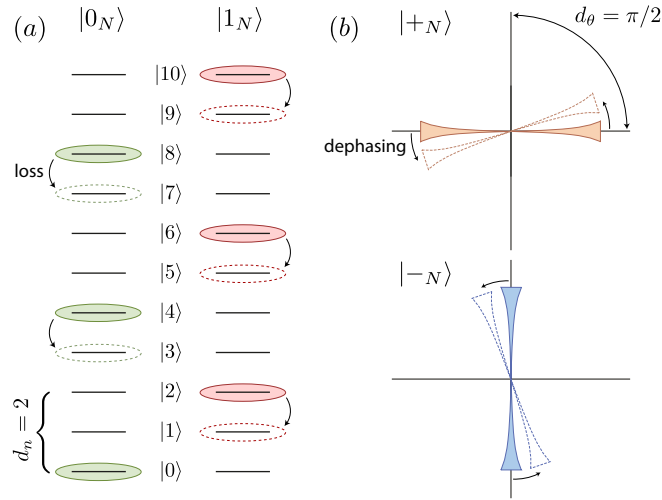 (a)
|0_N⟩
|1_N⟩
|10⟩
|9⟩
|8⟩
loss
|7⟩
|6⟩
|5⟩
|4⟩
|3⟩
|2⟩
d_n = 2
|1⟩
|0⟩
(b)
|+_N⟩
d_θ = π/2
dephasing
|−_N⟩